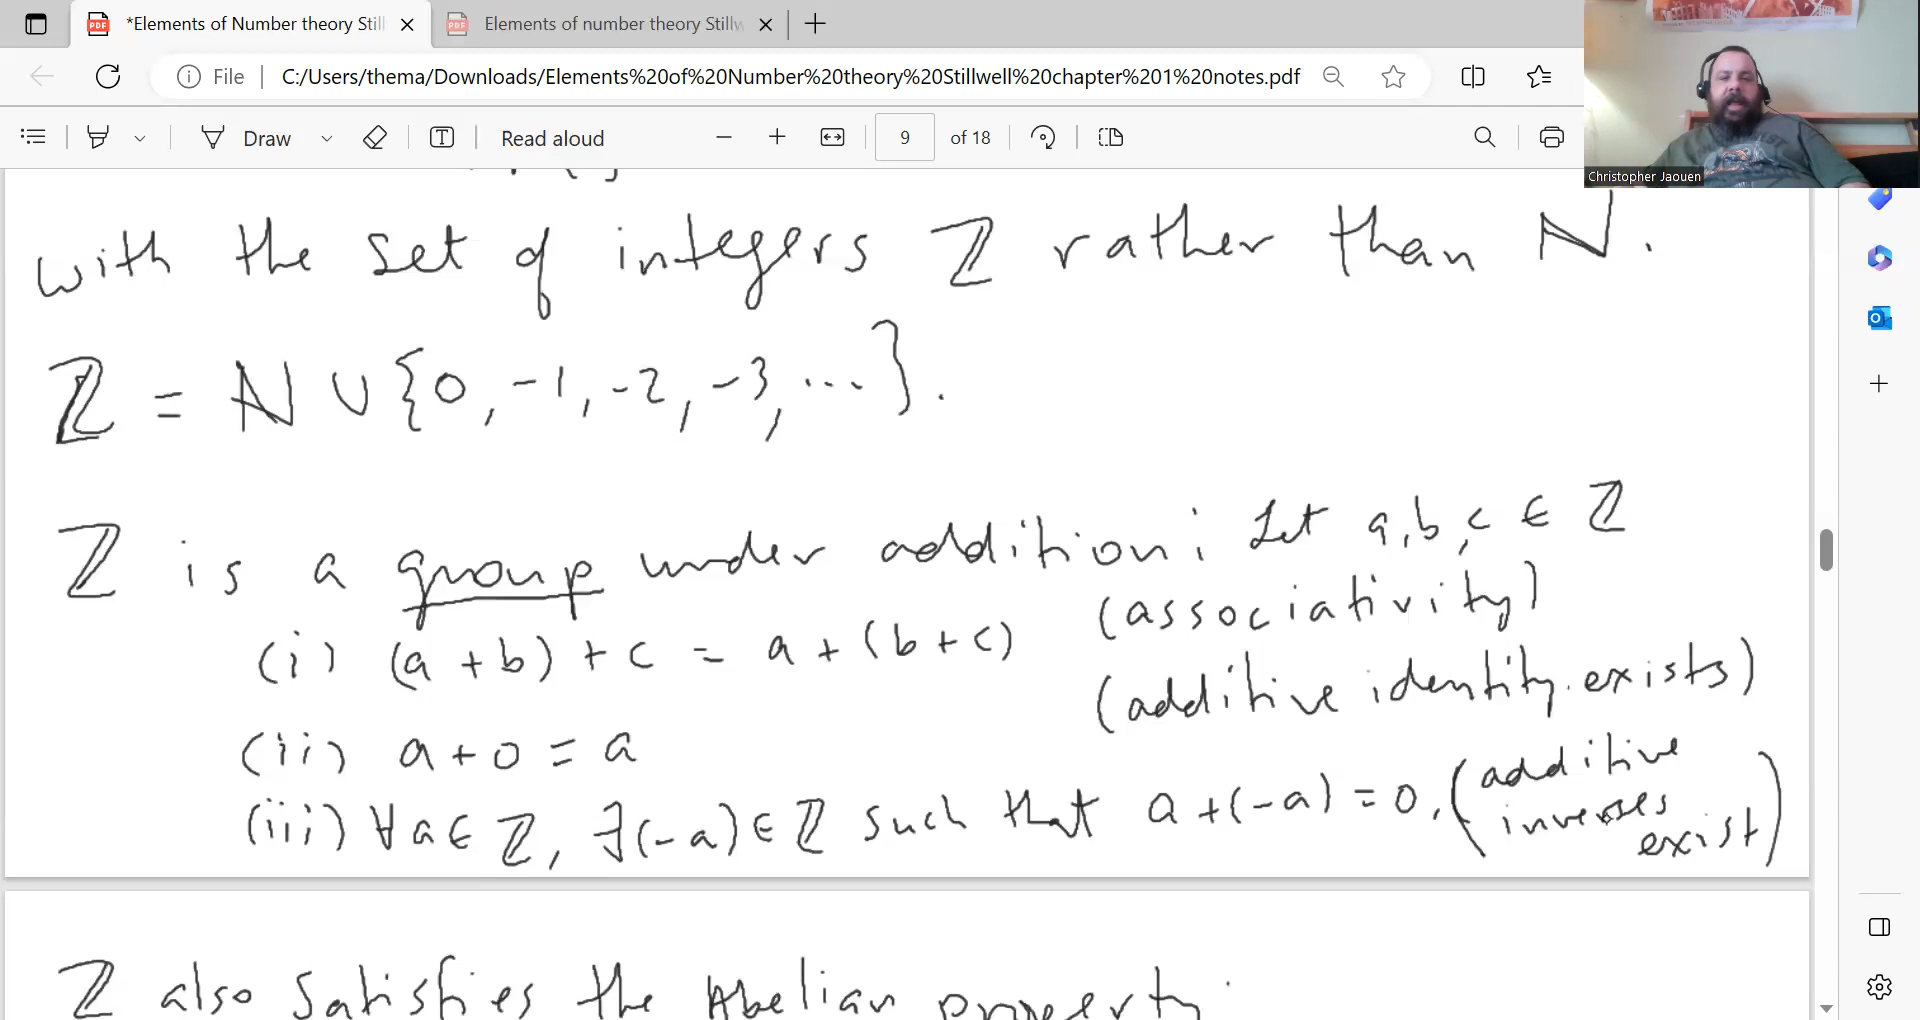 *Elements of Number theory Still
Elements of number theory Stillw
File
C:/Users/thema/Downloads/Elements%20of%20Number%20theory%20Stillwell%20chapter%201%20notes.pdf
Draw
Read aloud
9 of 18
Christopher Jaouen
with the set of integers ℤ rather than ℕ.
ℤ = ℕ ∪ {0, -1, -2, -3, ...}.
ℤ is a group under addition: Let a, b, c ∈ ℤ
(i) (a + b) + c = a + (b + c) (associativity)
(ii) a + 0 = a (additive identity exists)
(iii) ∀ a ∈ ℤ, ∃(-a) ∈ ℤ such that a + (-a) = 0. (additive inverses exist)
ℤ also satisfies the Abelian property: